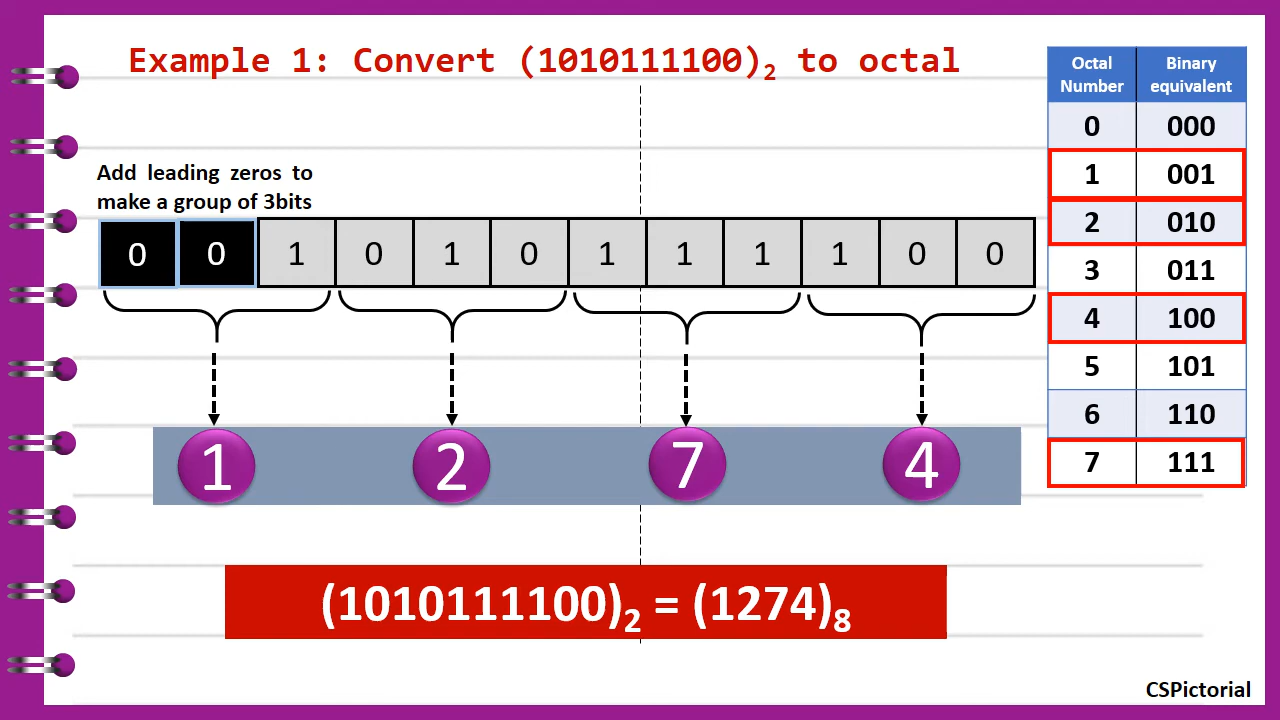 Example 1: Convert (1010111100)₂ to octal
Octal Number Binary equivalent
0 000
1 001
2 010
3 011
4 100
5 101
6 110
7 111
Add leading zeros to
make a group of 3bits
0 0 1 0 1 0 1 1 1 1 0 0
1 2 7 4
(1010111100)₂ = (1274)₈
CSPictorial